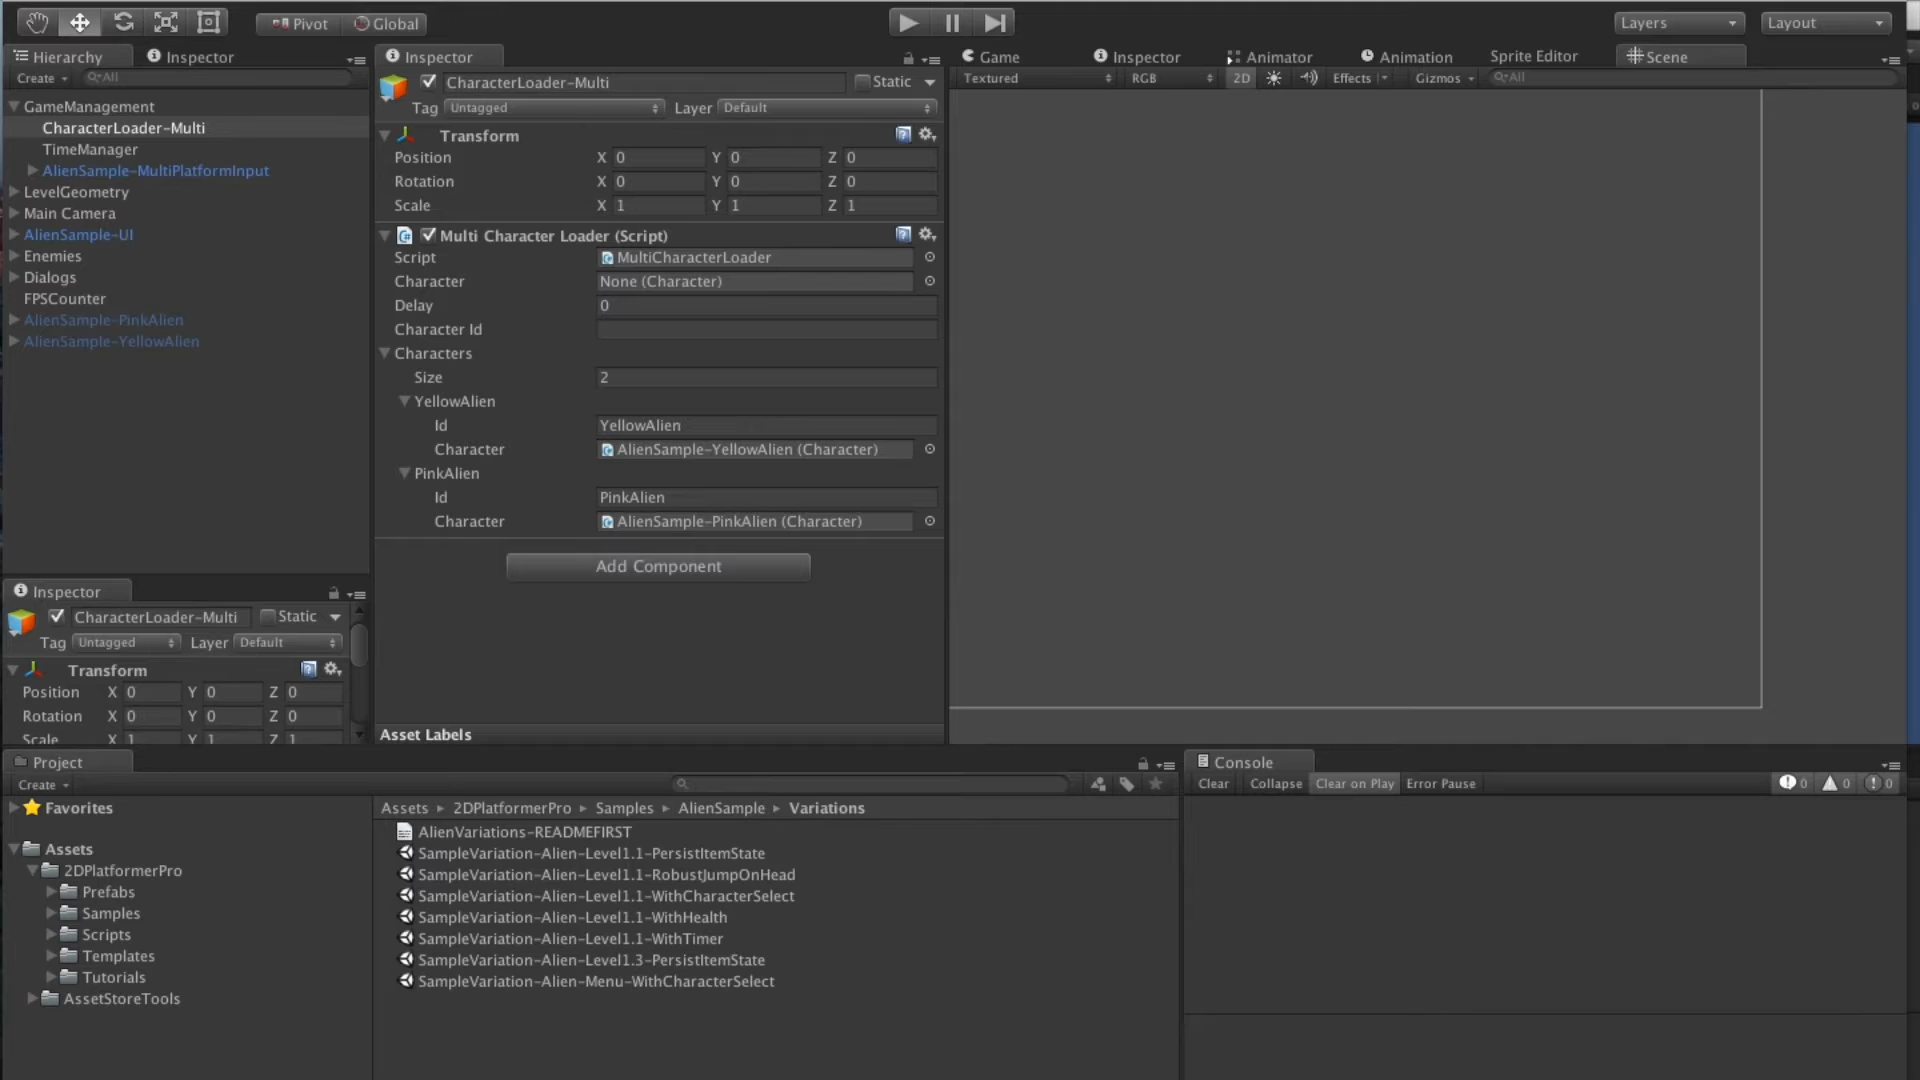 Pivot Global Layers Layout
Hierarchy Inspector
Create All
GameManagement
CharacterLoader-Multi
TimeManager
AlienSample-MultiPlatformInput
LevelGeometry
Main Camera
AlienSample-UI
Enemies
Dialogs
FPSCounter
AlienSample-PinkAlien
AlienSample-YellowAlien
Inspector
CharacterLoader-Multi Static
Tag Untagged Layer Default
Transform
Position X 0 Y 0 Z 0
Rotation X 0 Y 0 Z 0
Scale X 1 Y 1 Z 1
Multi Character Loader (Script)
Script MultiCharacterLoader
Character None (Character)
Delay 0
Character Id
Characters
Size 2
YellowAlien
Id YellowAlien
Character AlienSample-YellowAlien (Character)
PinkAlien
Id PinkAlien
Character AlienSample-PinkAlien (Character)
Add Component
Asset Labels
Game Inspector Animator Animation Sprite Editor Scene
Textured RGB 2D Effects Gizmos All
Inspector
CharacterLoader-Multi Static
Tag Untagged Layer Default
Transform
Position X 0 Y 0 Z 0
Rotation X 0 Y 0 Z 0
Scale X 1 Y 1 Z 1
Project
Create
Favorites
Assets
2DPlatformerPro
Prefabs
Samples
Scripts
Templates
Tutorials
AssetStoreTools
Assets 2DPlatformerPro Samples AlienSample Variations
AlienVariations-READMEFIRST
SampleVariation-Alien-Level1.1-PersistItemState
SampleVariation-Alien-Level1.1-RobustJumpOnHead
SampleVariation-Alien-Level1.1-WithCharacterSelect
SampleVariation-Alien-Level1.1-WithHealth
SampleVariation-Alien-Level1.1-WithTimer
SampleVariation-Alien-Level1.3-PersistItemState
SampleVariation-Alien-Menu-WithCharacterSelect
Console
Clear Collapse Clear on Play Error Pause 0 0 0